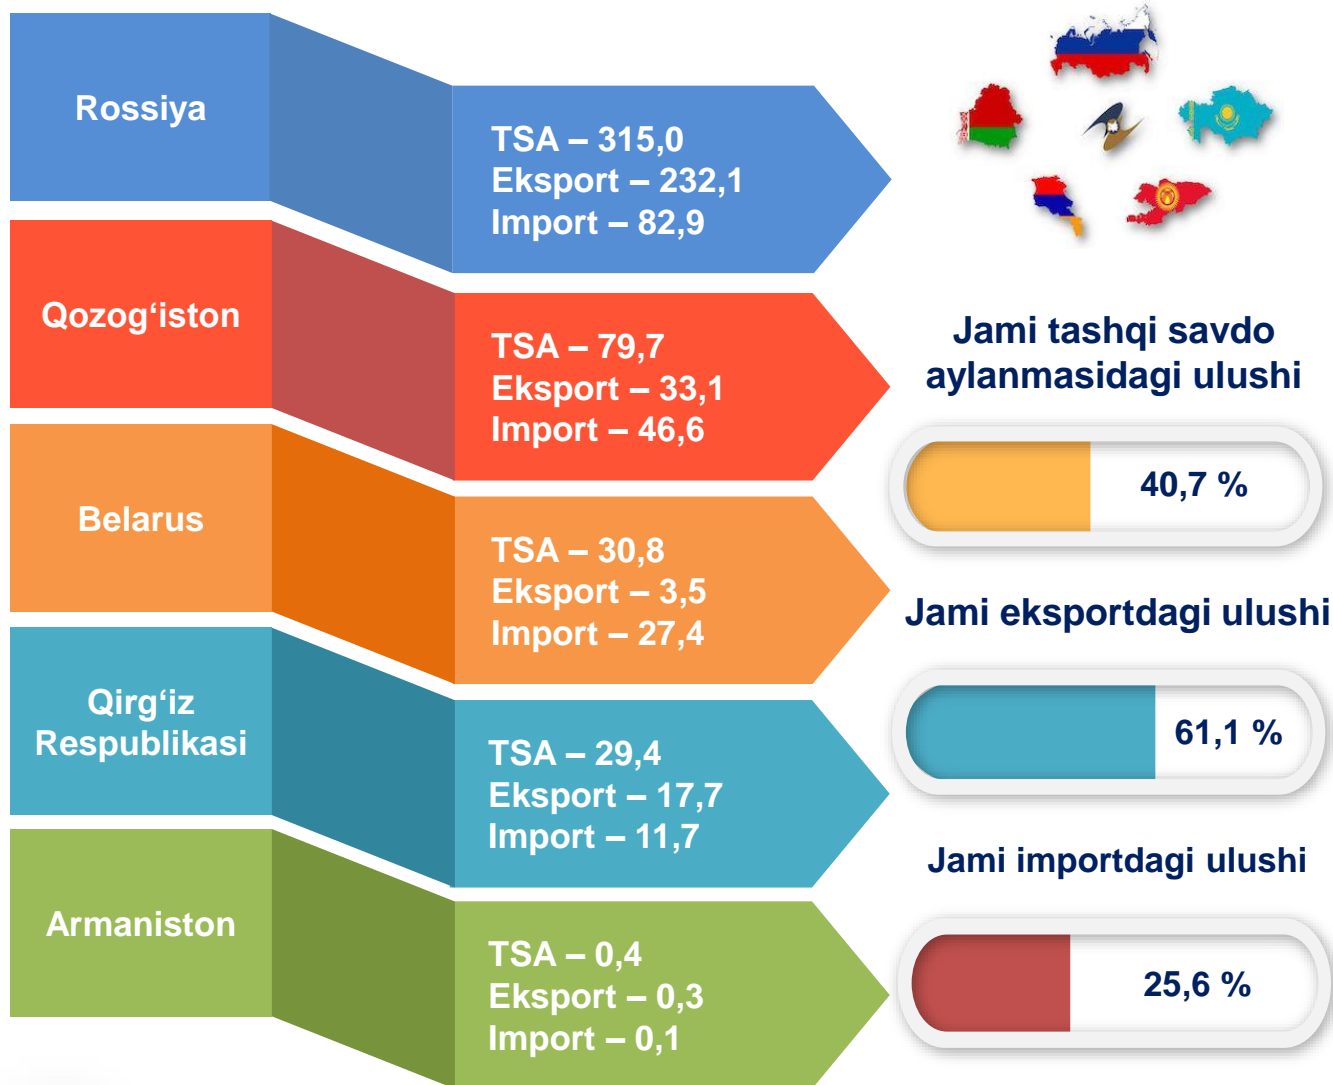 Rossiya
TSA – 315,0
Eksport – 232,1
Import – 82,9
Qozog‘iston
TSA – 79,7
Eksport – 33,1
Import – 46,6
Belarus
TSA – 30,8
Eksport – 3,5
Import – 27,4
Qirg‘iz
Respublikasi
TSA – 29,4
Eksport – 17,7
Import – 11,7
Armaniston
TSA – 0,4
Eksport – 0,3
Import – 0,1
Jami tashqi savdo
aylanmasidagi ulushi
40,7 %
Jami eksportdagi ulushi
61,1 %
Jami importdagi ulushi
25,6 %